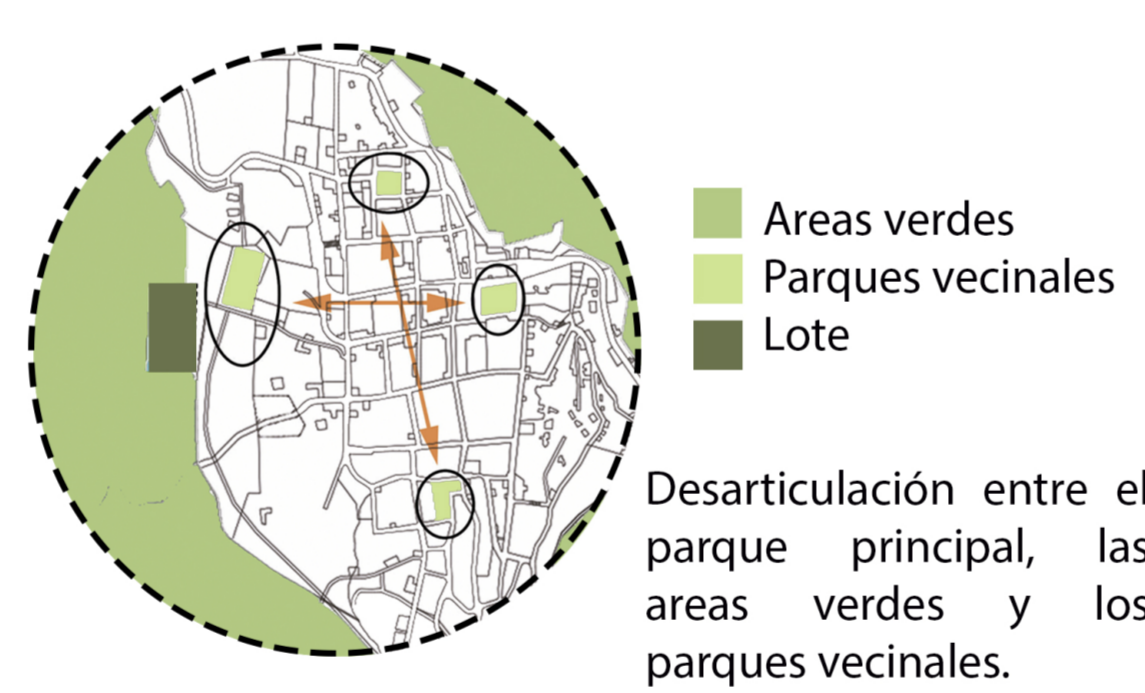 Areas verdes
Parques vecinales
Lote
Desarticulación entre el
parque principal, las
areas verdes y los
parques vecinales.